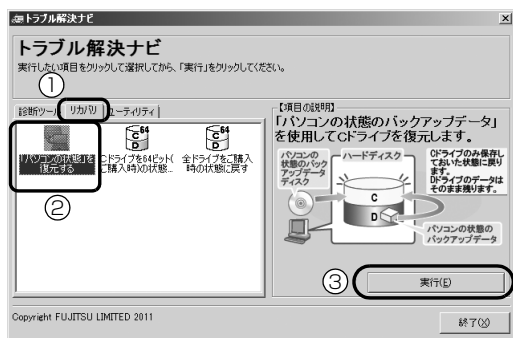 トラブル解決ナビ
トラブル解決ナビ
実行したい項目をクリックして選択してから、「実行」をクリックしてください。
①
診断ツール
リカバリ
ユーティリティ
「パソコンの状態」を
復元する
Cドライブを64ビット(
ご購入時)の状態...
全ドライブをご購入
時の状態に戻す
②
【項目の説明】
「パソコンの状態のバックアップデータ」
を使用してCドライブを復元します。
パソコンの
状態のバック
アップデータ
ディスク
ハードディスク
C
D
Cドライブのみ保存し
ておいた状態に戻り
ます。
Dドライブのデータは
そのまま残ります。
パソコンの状態の
バックアップデータ
③
実行(E)
Copyright FUJITSU LIMITED 2011
終了(X)